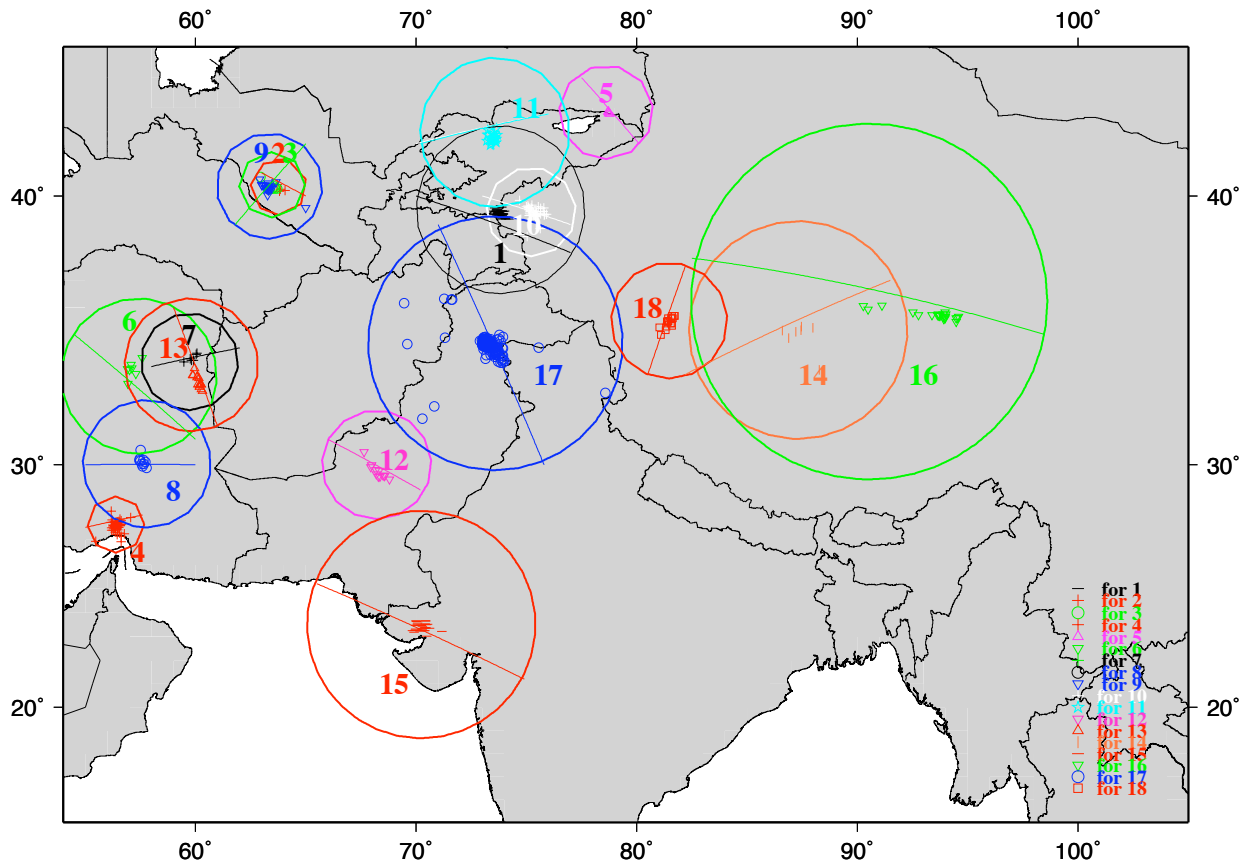 60° 70° 80° 90° 100°
11 5
9 2 3
40° 40°
10
1
6 7 18
13
17 14 16
12
30° 30°
8
4
for 1
for 2
for 3
for 4
for 5
for 6
for 7
for 8
15 for 9
for 10
20° for 11 20°
for 12
for 13
for 14
for 15
for 16
for 17
for 18
60° 70° 80° 90° 100°